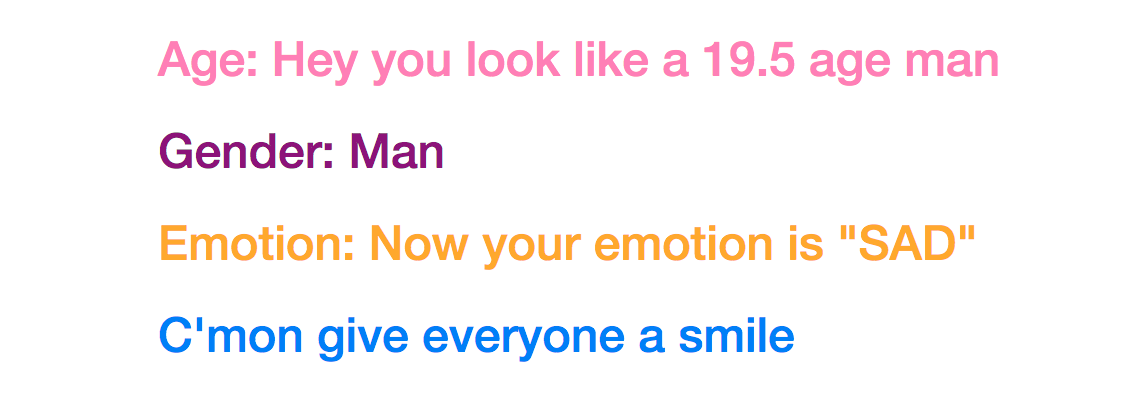 Age: Hey you look like a 19.5 age man
Gender: Man
Emotion: Now your emotion is "SAD"
C'mon give everyone a smile